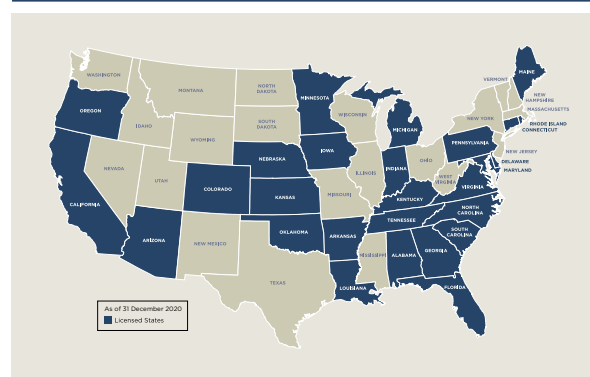 WASHINGTON
MONTANA
NORTH
DAKOTA
MINNESOTA
VERMONT
MAINE
NEW
HAMPSHIRE
MASSACHUSETTS
OREGON
IDAHO
SOUTH
DAKOTA
WISCONSIN
MICHIGAN
NEW YORK
RHODE ISLAND
CONNECTICUT
WYOMING
IOWA
PENNSYLVANIA
NEW JERSEY
NEBRASKA
NEVADA
UTAH
COLORADO
ILLINOIS
INDIANA
OHIO
DELAWARE
MARYLAND
WEST
VIRGINIA
VIRGINIA
CALIFORNIA
KANSAS
MISSOURI
KENTUCKY
NORTH
CAROLINA
TENNESSEE
OKLAHOMA
ARKANSAS
SOUTH
CAROLINA
ARIZONA
NEW MEXICO
MISSISSIPPI
ALABAMA
GEORGIA
TEXAS
LOUISIANA
FLORIDA
As of 31 December 2020
Licensed States